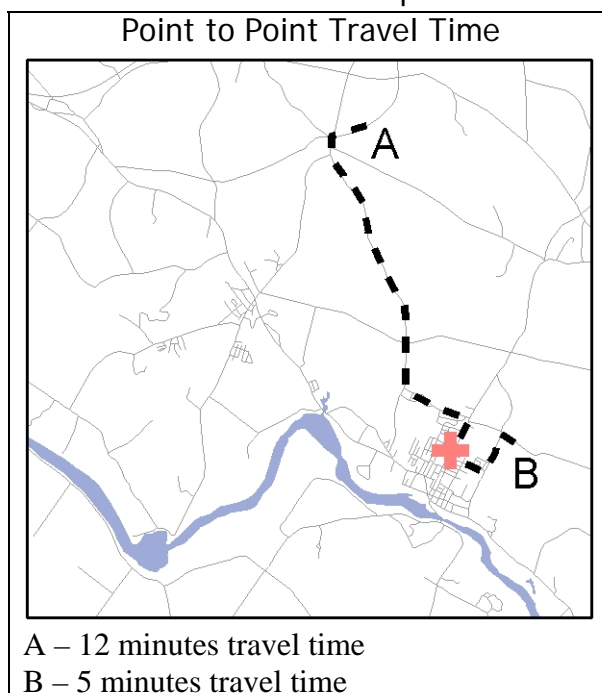 Point to Point Travel Time
A
B
A – 12 minutes travel time
B – 5 minutes travel time